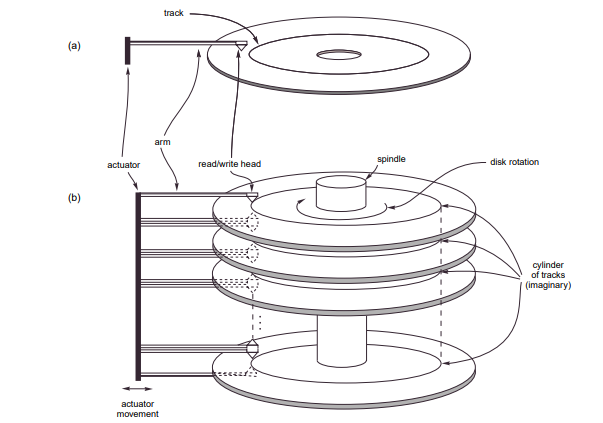 track
(a)
arm
actuator
read/write head
spindle
disk rotation
(b)
cylinder
of tracks
(imaginary)
actuator
movement